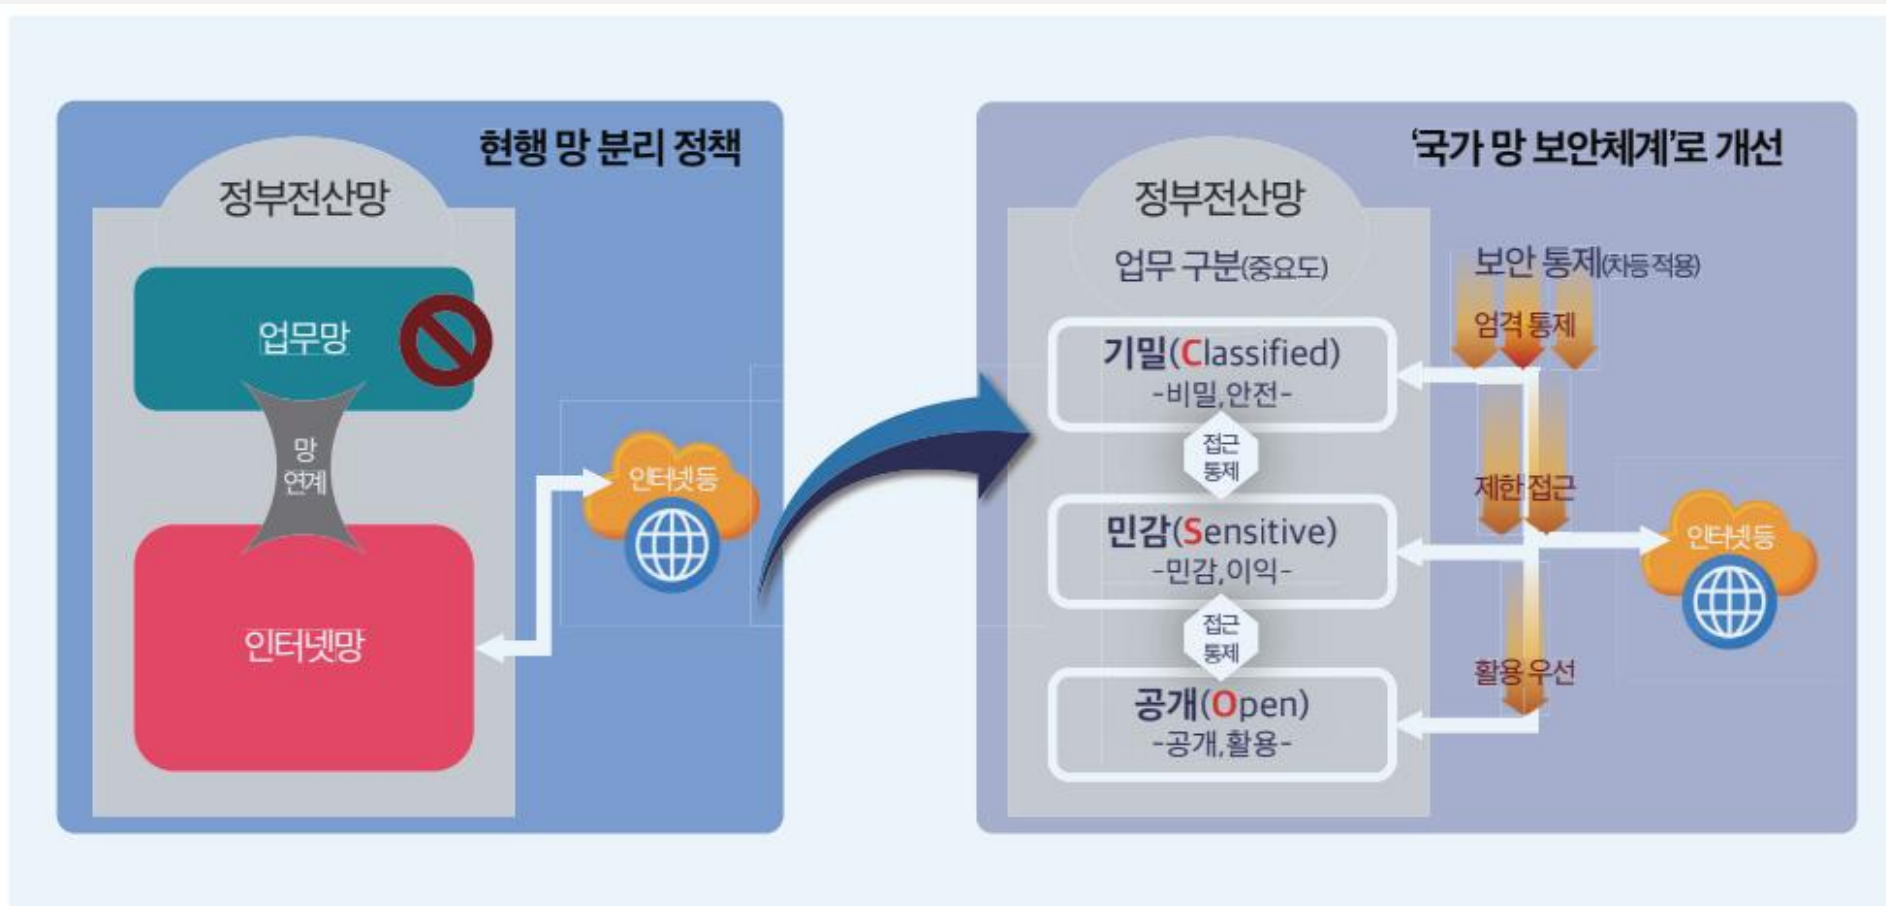 현행 망 분리 정책
정부전산망
업무망
망
연계
인터넷망
인터넷 등
'국가 망 보안체계'로 개선
정부전산망
업무 구분(중요도)
보안 통제(차등 적용)
엄격 통제
기밀(Classified)
-비밀,안전-
접근
통제
제한 접근
민감(Sensitive)
-민감,이익-
인터넷 등
접근
통제
활용 우선
공개(Open)
-공개,활용-